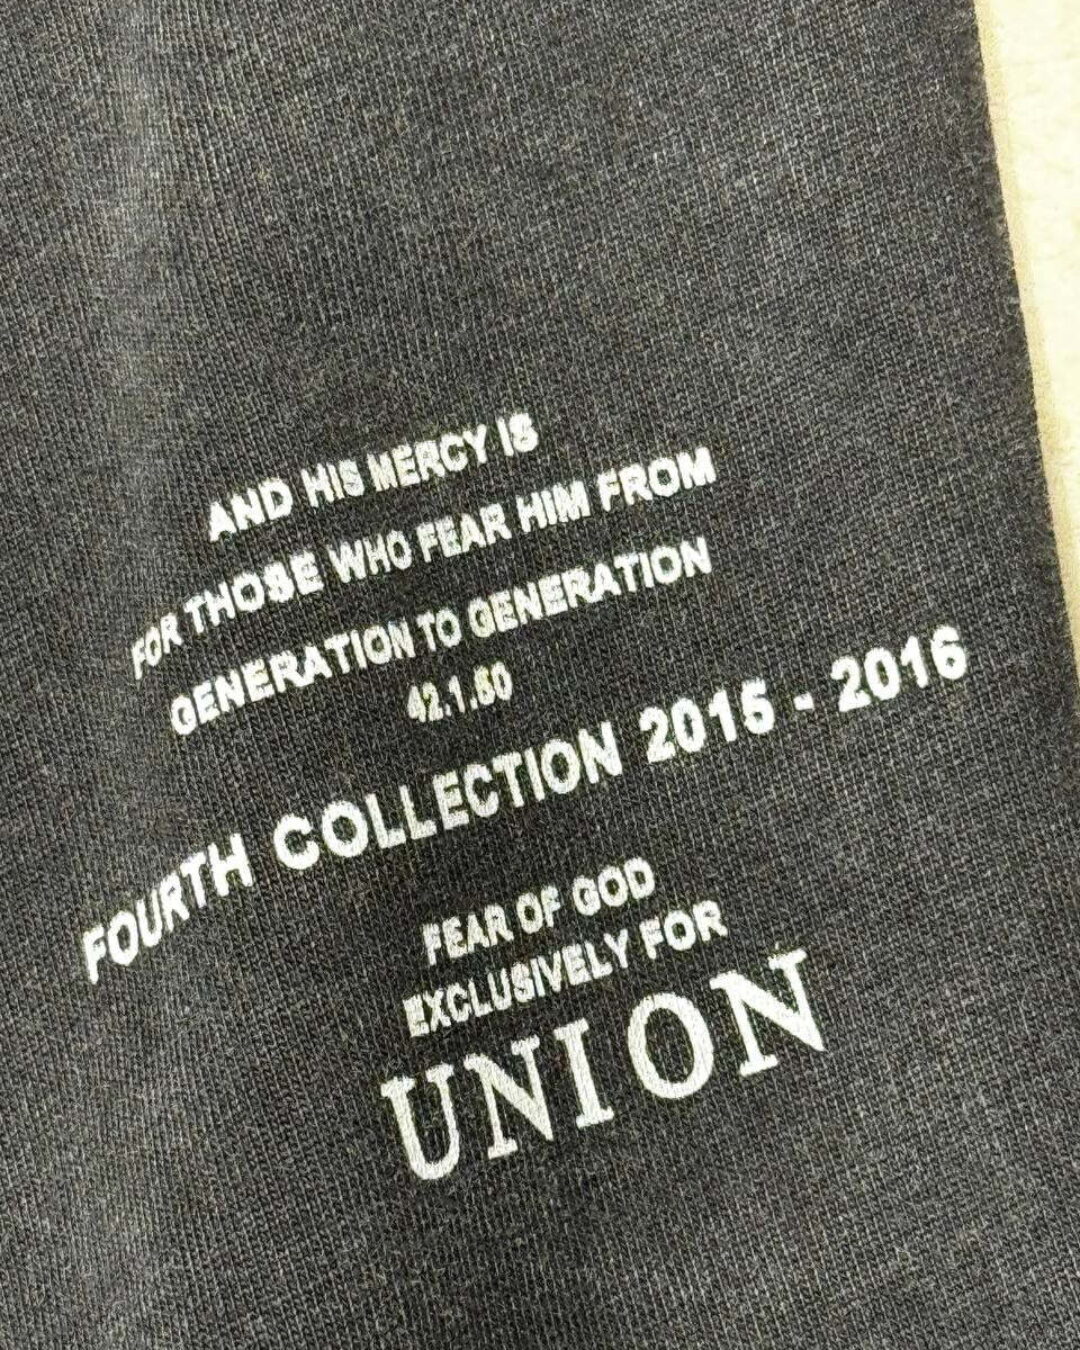 AND HIS MERCY IS
FOR THOSE WHO FEAR HIM FROM
GENERATION TO GENERATION
42.1.50
FOURTH COLLECTION 2015 - 2016
FEAR OF GOD
EXCLUSIVELY FOR
UNION